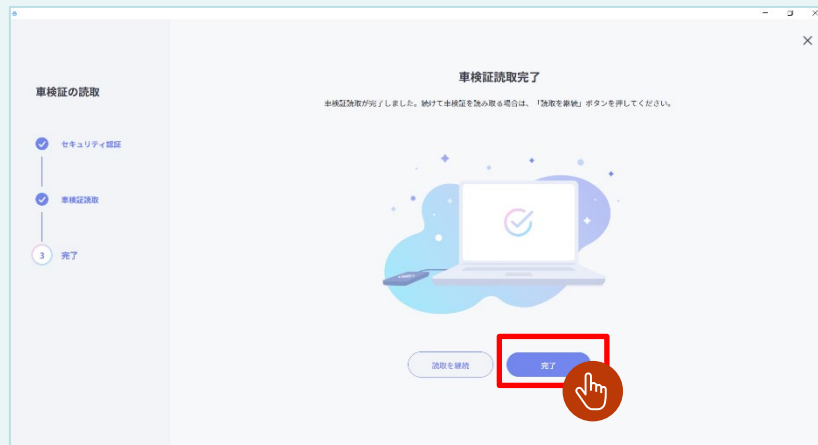 車検証の読取
セキュリティ認証
車検証読取
3 完了
車検証読取完了
車検証読取が完了しました。続けて車検証を読み取る場合は、「読取を継続」ボタンを押してください。
読取を継続
完了